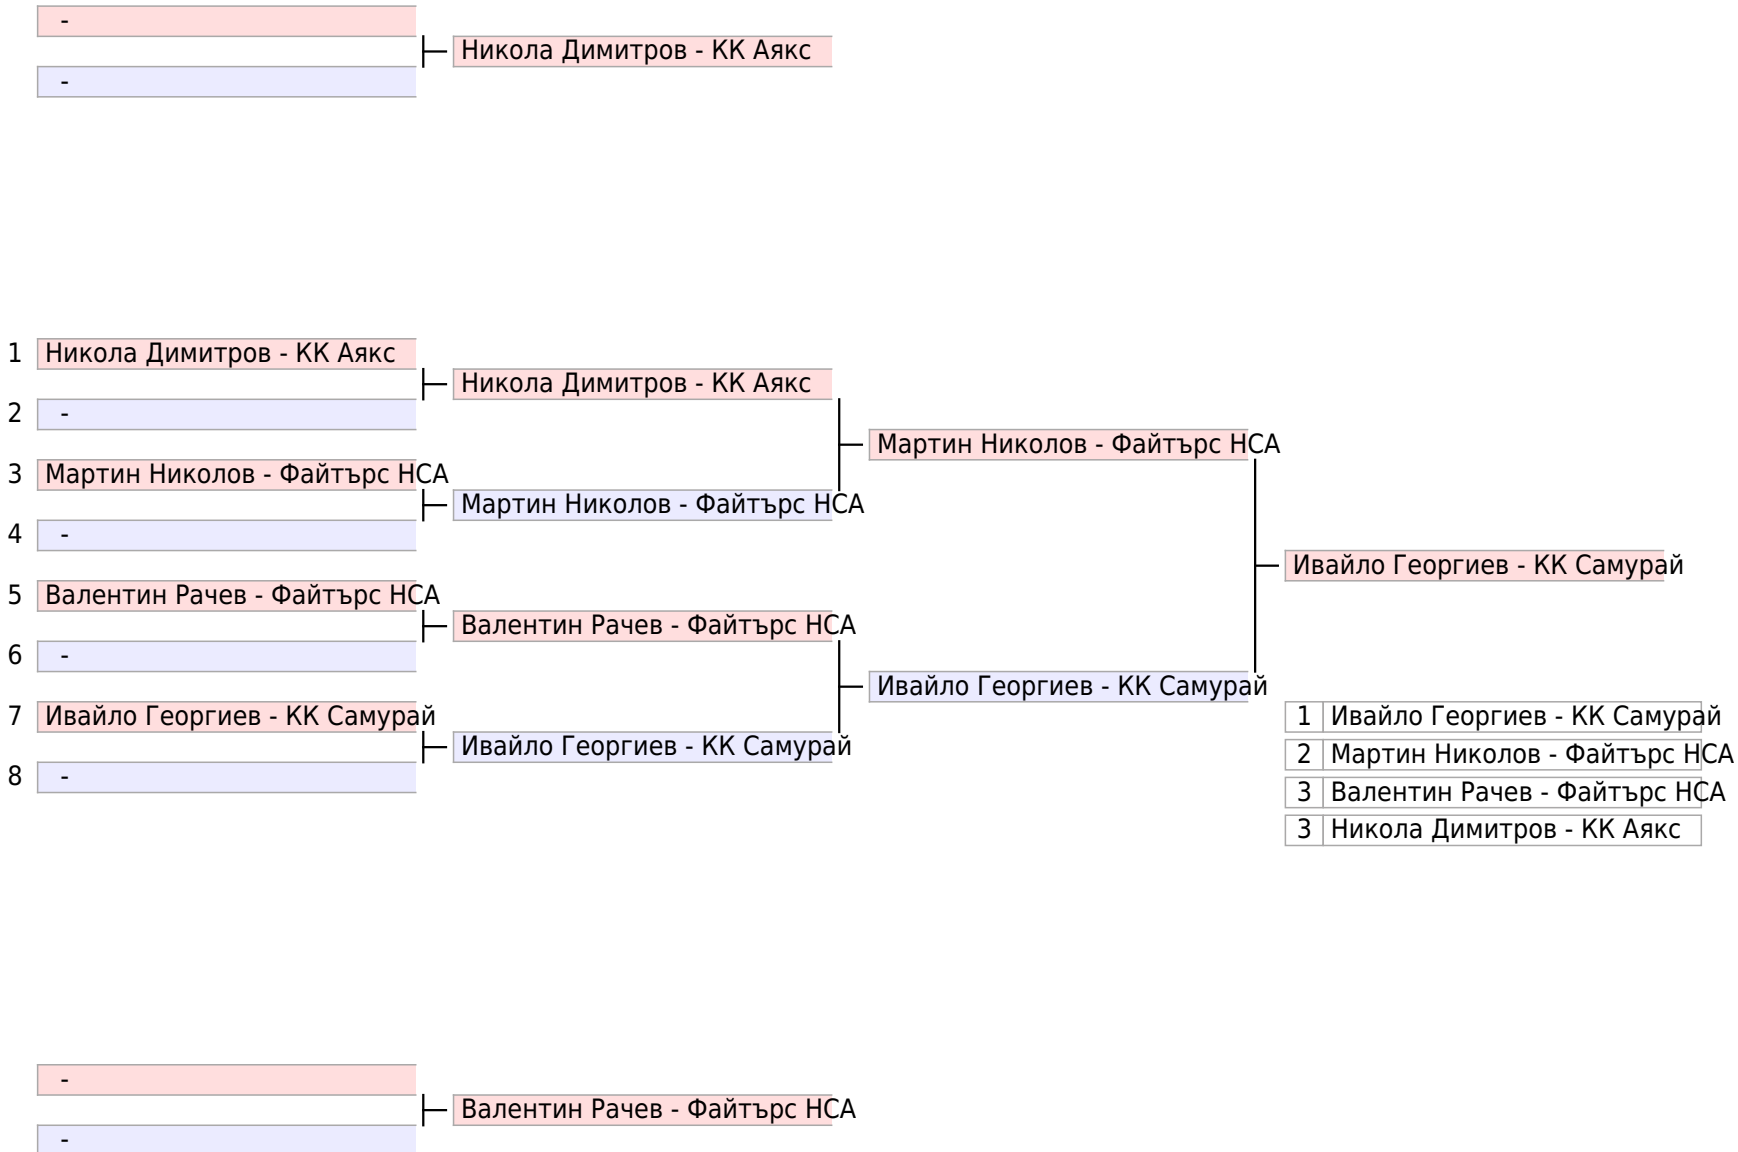 -
Никола Димитров - КК Аякс
-
1 Никола Димитров - КК Аякс
Никола Димитров - КК Аякс
2 -
Мартин Николов - Файтърс НСА
3 Мартин Николов - Файтърс НСА
Мартин Николов - Файтърс НСА
4 -
Ивайло Георгиев - КК Самурай
5 Валентин Рачев - Файтърс НСА
Валентин Рачев - Файтърс НСА
6 -
Ивайло Георгиев - КК Самурай
7 Ивайло Георгиев - КК Самурай
Ивайло Георгиев - КК Самурай
8 -
1 Ивайло Георгиев - КК Самурай
2 Мартин Николов - Файтърс НСА
3 Валентин Рачев - Файтърс НСА
3 Никола Димитров - КК Аякс
-
Валентин Рачев - Файтърс НСА
-